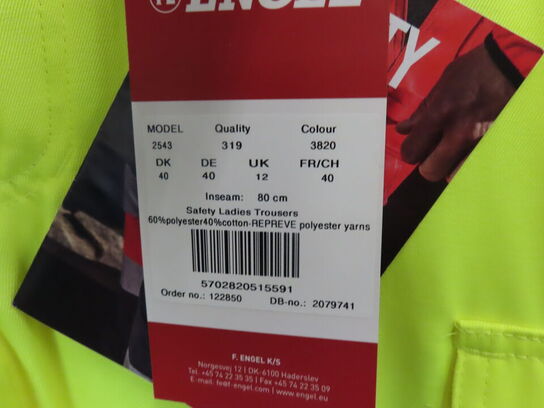 ENGEL
TY
MODEL Quality Colour
2543 319 3820
DK DE UK FR/CH
40 40 12 40
Inseam: 80 cm
Safety Ladies Trousers
60%polyester40%cotton-REPREVE polyester yarns
5702820515591
Order no.: 122850 DB-no.: 2079741
F. ENGEL K/S
Norgesvej 12 | DK-6100 Haderslev
Tel. +45 74 22 35 35 | Fax +45 74 22 35 09
E-mail: fe@f-engel.com | www.f-engel.eu